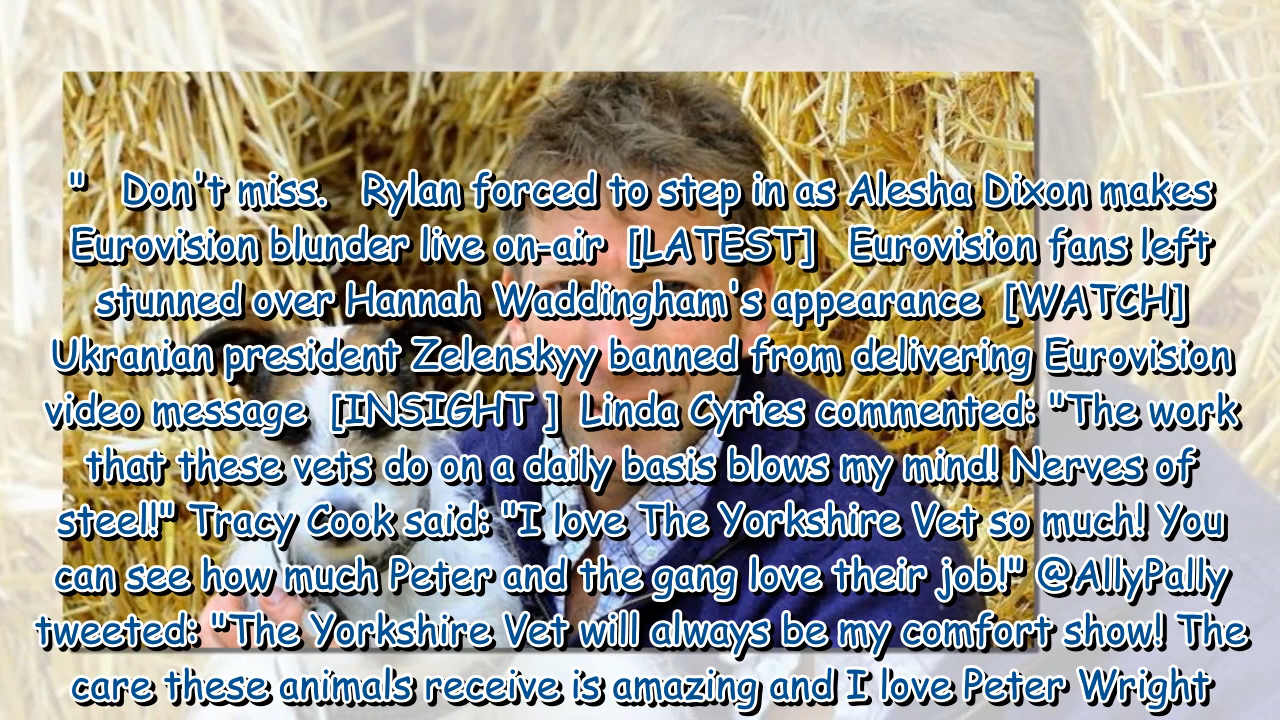 " Don't miss. Rylan forced to step in as Alesha Dixon makes
Eurovision blunder live on-air [LATEST] Eurovision fans left
stunned over Hannah Waddingham's appearance [WATCH]
Ukranian president Zelenskyy banned from delivering Eurovision
video message [INSIGHT ] Linda Cyries commented: "The work
that these vets do on a daily basis blows my mind! Nerves of
steel!" Tracy Cook said: "I love The Yorkshire Vet so much! You
can see how much Peter and the gang love their job!" @AllyPally
tweeted: "The Yorkshire Vet will always be my comfort show! The
care these animals receive is amazing and I love Peter Wright